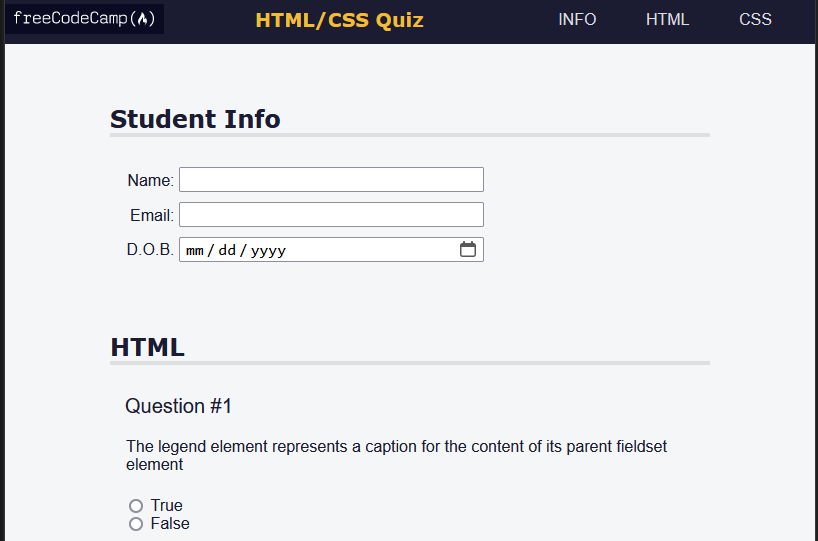 freeCodeCamp(🔥)
HTML/CSS Quiz
INFO
HTML
CSS
Student Info
Name:
Email:
D.O.B.
mm/dd/yyyy
HTML
Question #1
The legend element represents a caption for the content of its parent fieldset
element
True
False